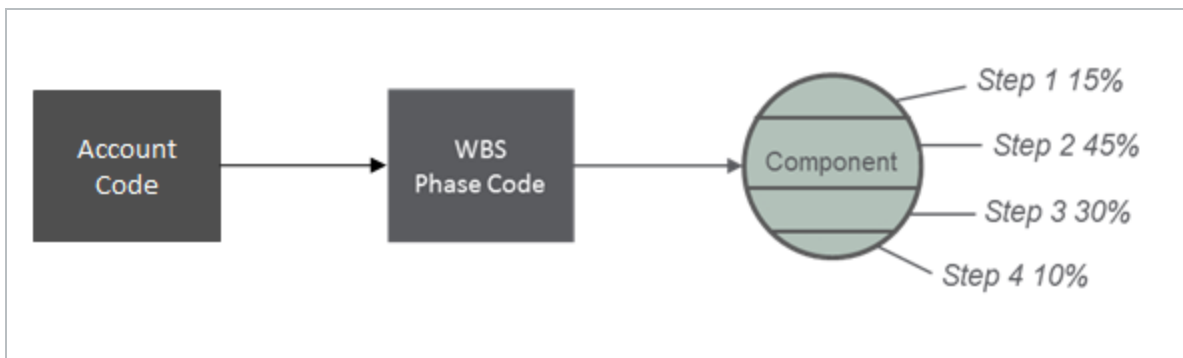 Account
Code
WBS
Phase Code
Component
Step 1 15%
Step 2 45%
Step 3 30%
Step 4 10%